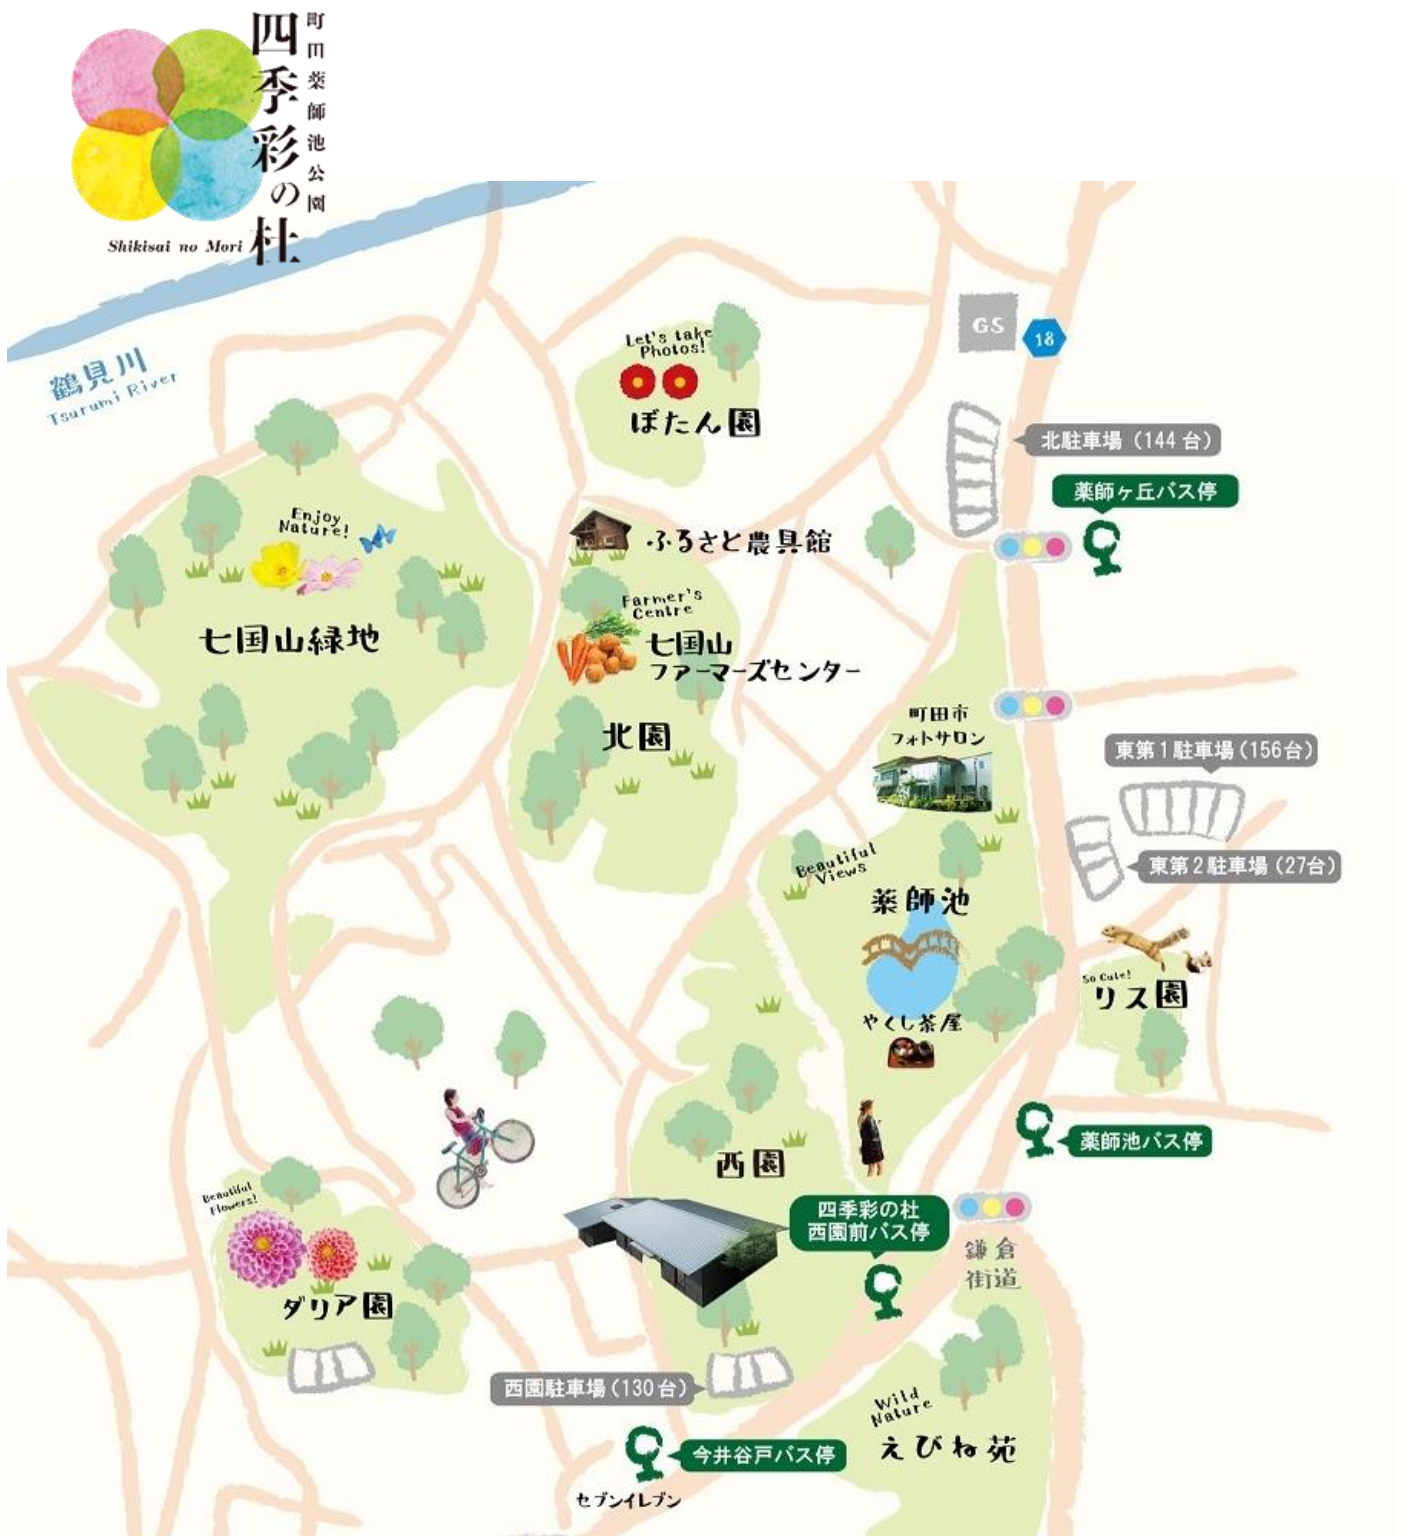 町田薬師池公園
四季彩の杜
Shikisai no Mori
鶴見川
Tsurumi River
Let's take
Photos!
ぼたん園
GS
18
北駐車場（144台）
薬師ヶ丘バス停
Enjoy
Nature!
七国山緑地
ふるさと農具館
Farmer's
Centre
七国山
ファーマーズセンター
北園
町田市
フォトサロン
東第1駐車場（156台）
東第2駐車場（27台）
Beautiful
Views
薬師池
やくし茶屋
So Cute!
リス園
薬師池バス停
西園
四季彩の杜
西園前バス停
鎌倉
街道
Beautiful
Flowers!
ダリア園
西園駐車場（130台）
Wild
Nature
えびね苑
今井谷戸バス停
セブンイレブン